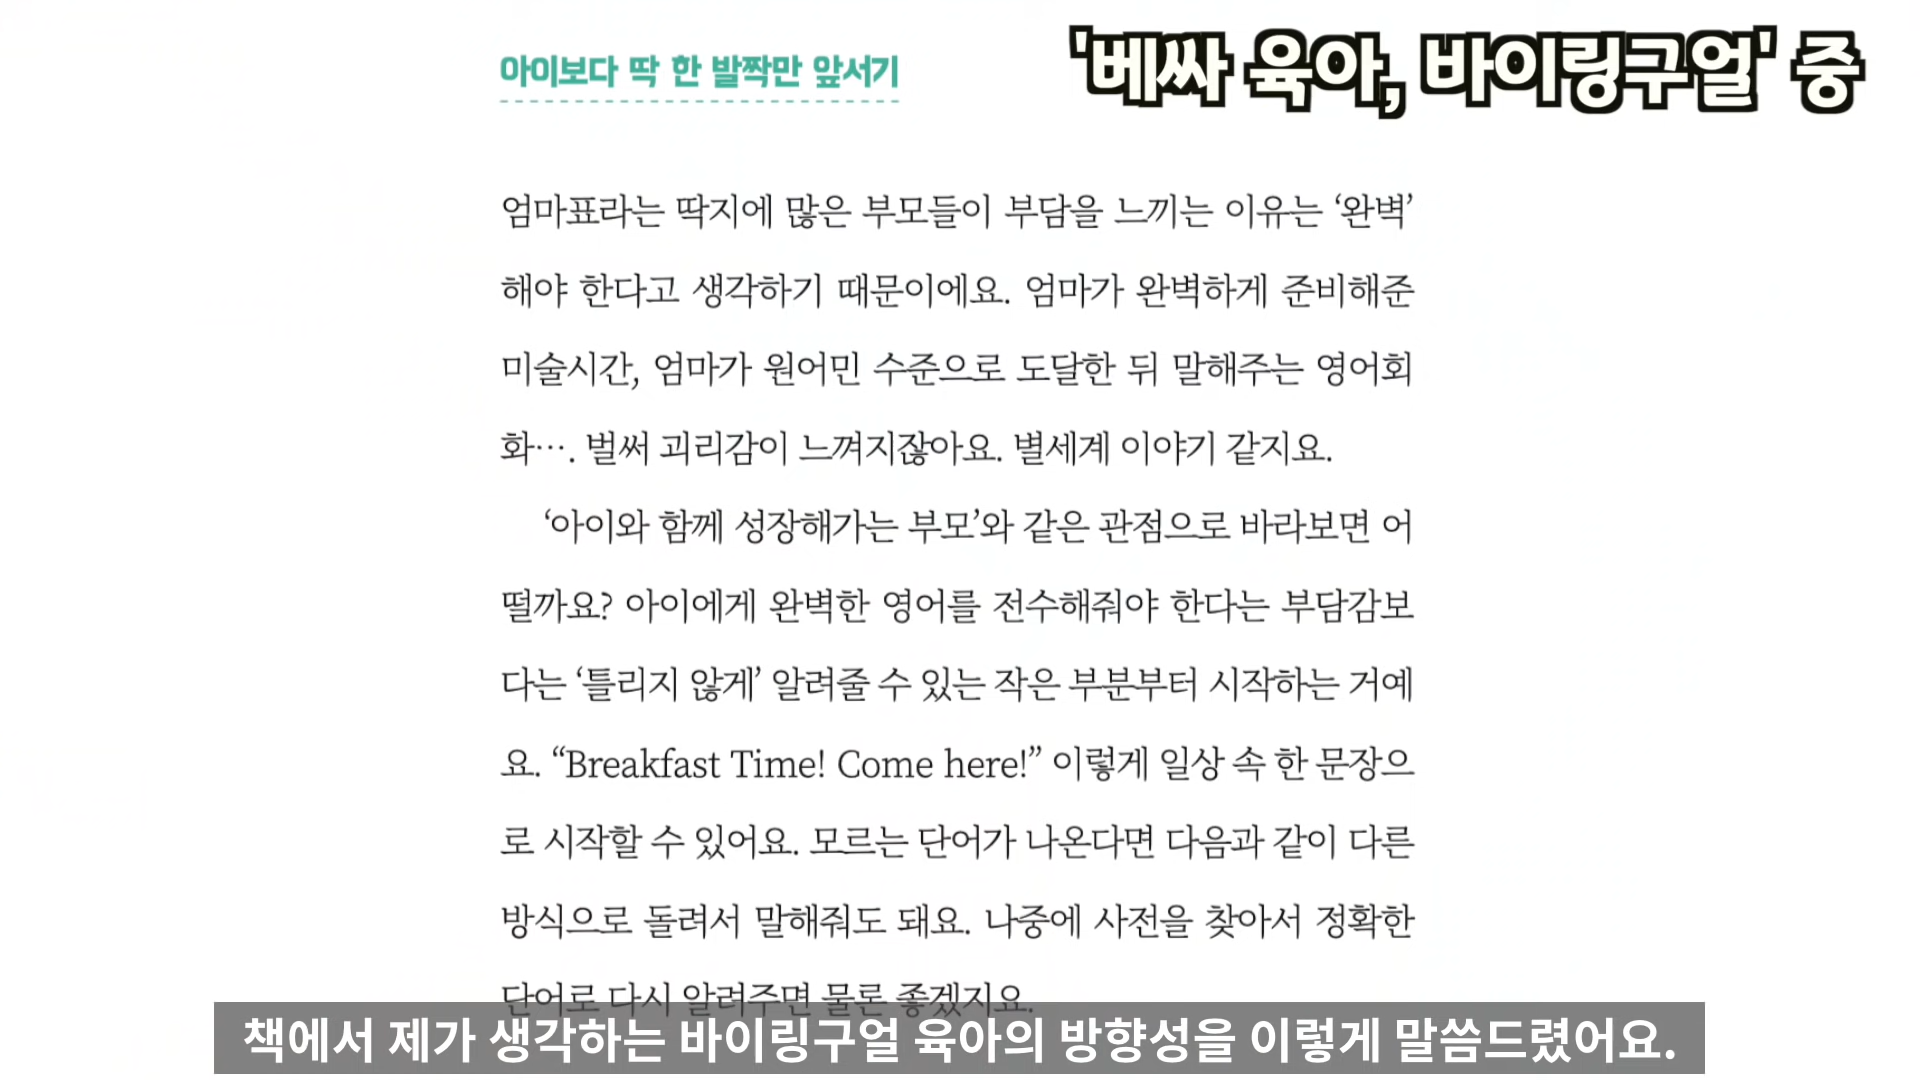 아이보다 딱 한 발짝만 앞서기
'베싸 육아, 바이링구얼' 중
엄마표라는 딱지에 많은 부모들이 부담을 느끼는 이유는 ‘완벽’
해야 한다고 생각하기 때문이에요. 엄마가 완벽하게 준비해준
미술시간, 엄마가 원어민 수준으로 도달한 뒤 말해주는 영어회
화…. 벌써 괴리감이 느껴지잖아요. 별세계 이야기 같지요.
‘아이와 함께 성장해가는 부모’와 같은 관점으로 바라보면 어
떨까요? 아이에게 완벽한 영어를 전수해줘야 한다는 부담감보
다는 ‘틀리지 않게’ 알려줄 수 있는 작은 부분부터 시작하는 거예
요. “Breakfast Time! Come here!” 이렇게 일상 속 한 문장으
로 시작할 수 있어요. 모르는 단어가 나온다면 다음과 같이 다른
방식으로 돌려서 말해줘도 돼요. 나중에 사전을 찾아서 정확한
단어로 다시 알려주면 물론 좋겠지요.
책에서 제가 생각하는 바이링구얼 육아의 방향성을 이렇게 말씀드렸어요.